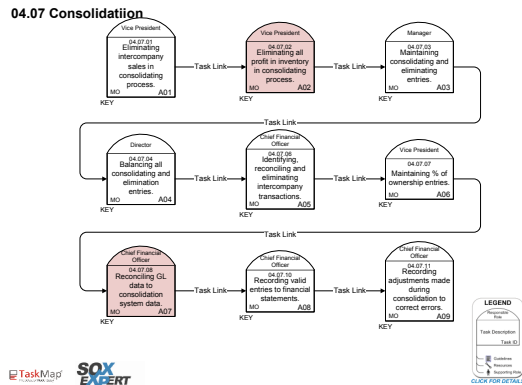 04.07 Consolidatiion
Vice President
04.07.01
Eliminating
intercompany
sales in
consolidating
process.
MO A01
KEY
Task Link
Vice President
04.07.02
Eliminating all
profit in inventory
in consolidating
process.
MO A02
KEY
Task Link
Manager
04.07.03
Maintaining
consolidating and
eliminating
entries.
MO A03
KEY
Task Link
Director
04.07.04
Balancing all
consolidating and
elimination
entries.
MO A04
KEY
Task Link
Chief Financial
Officer
04.07.06
Identifying,
reconciling and
eliminating
intercompany
transactions.
MO A05
KEY
Task Link
Vice President
04.07.07
Maintaining % of
ownership entries.
MO A06
KEY
Task Link
Chief Financial
Officer
04.07.08
Reconciling GL
data to
consolidation
system data.
MO A07
KEY
Task Link
Chief Financial
Officer
04.07.10
Recording valid
entries to financial
statements.
MO A08
KEY
Task Link
Chief Financial
Officer
04.07.11
Recording
adjustments made
during
consolidation to
correct errors.
MO A09
KEY
LEGEND
Responsible
Role
Task Description
Task ID
Guidelines
Resources
Supporting Role
CLICK FOR DETAIL
TaskMap
SOX
EXPERT